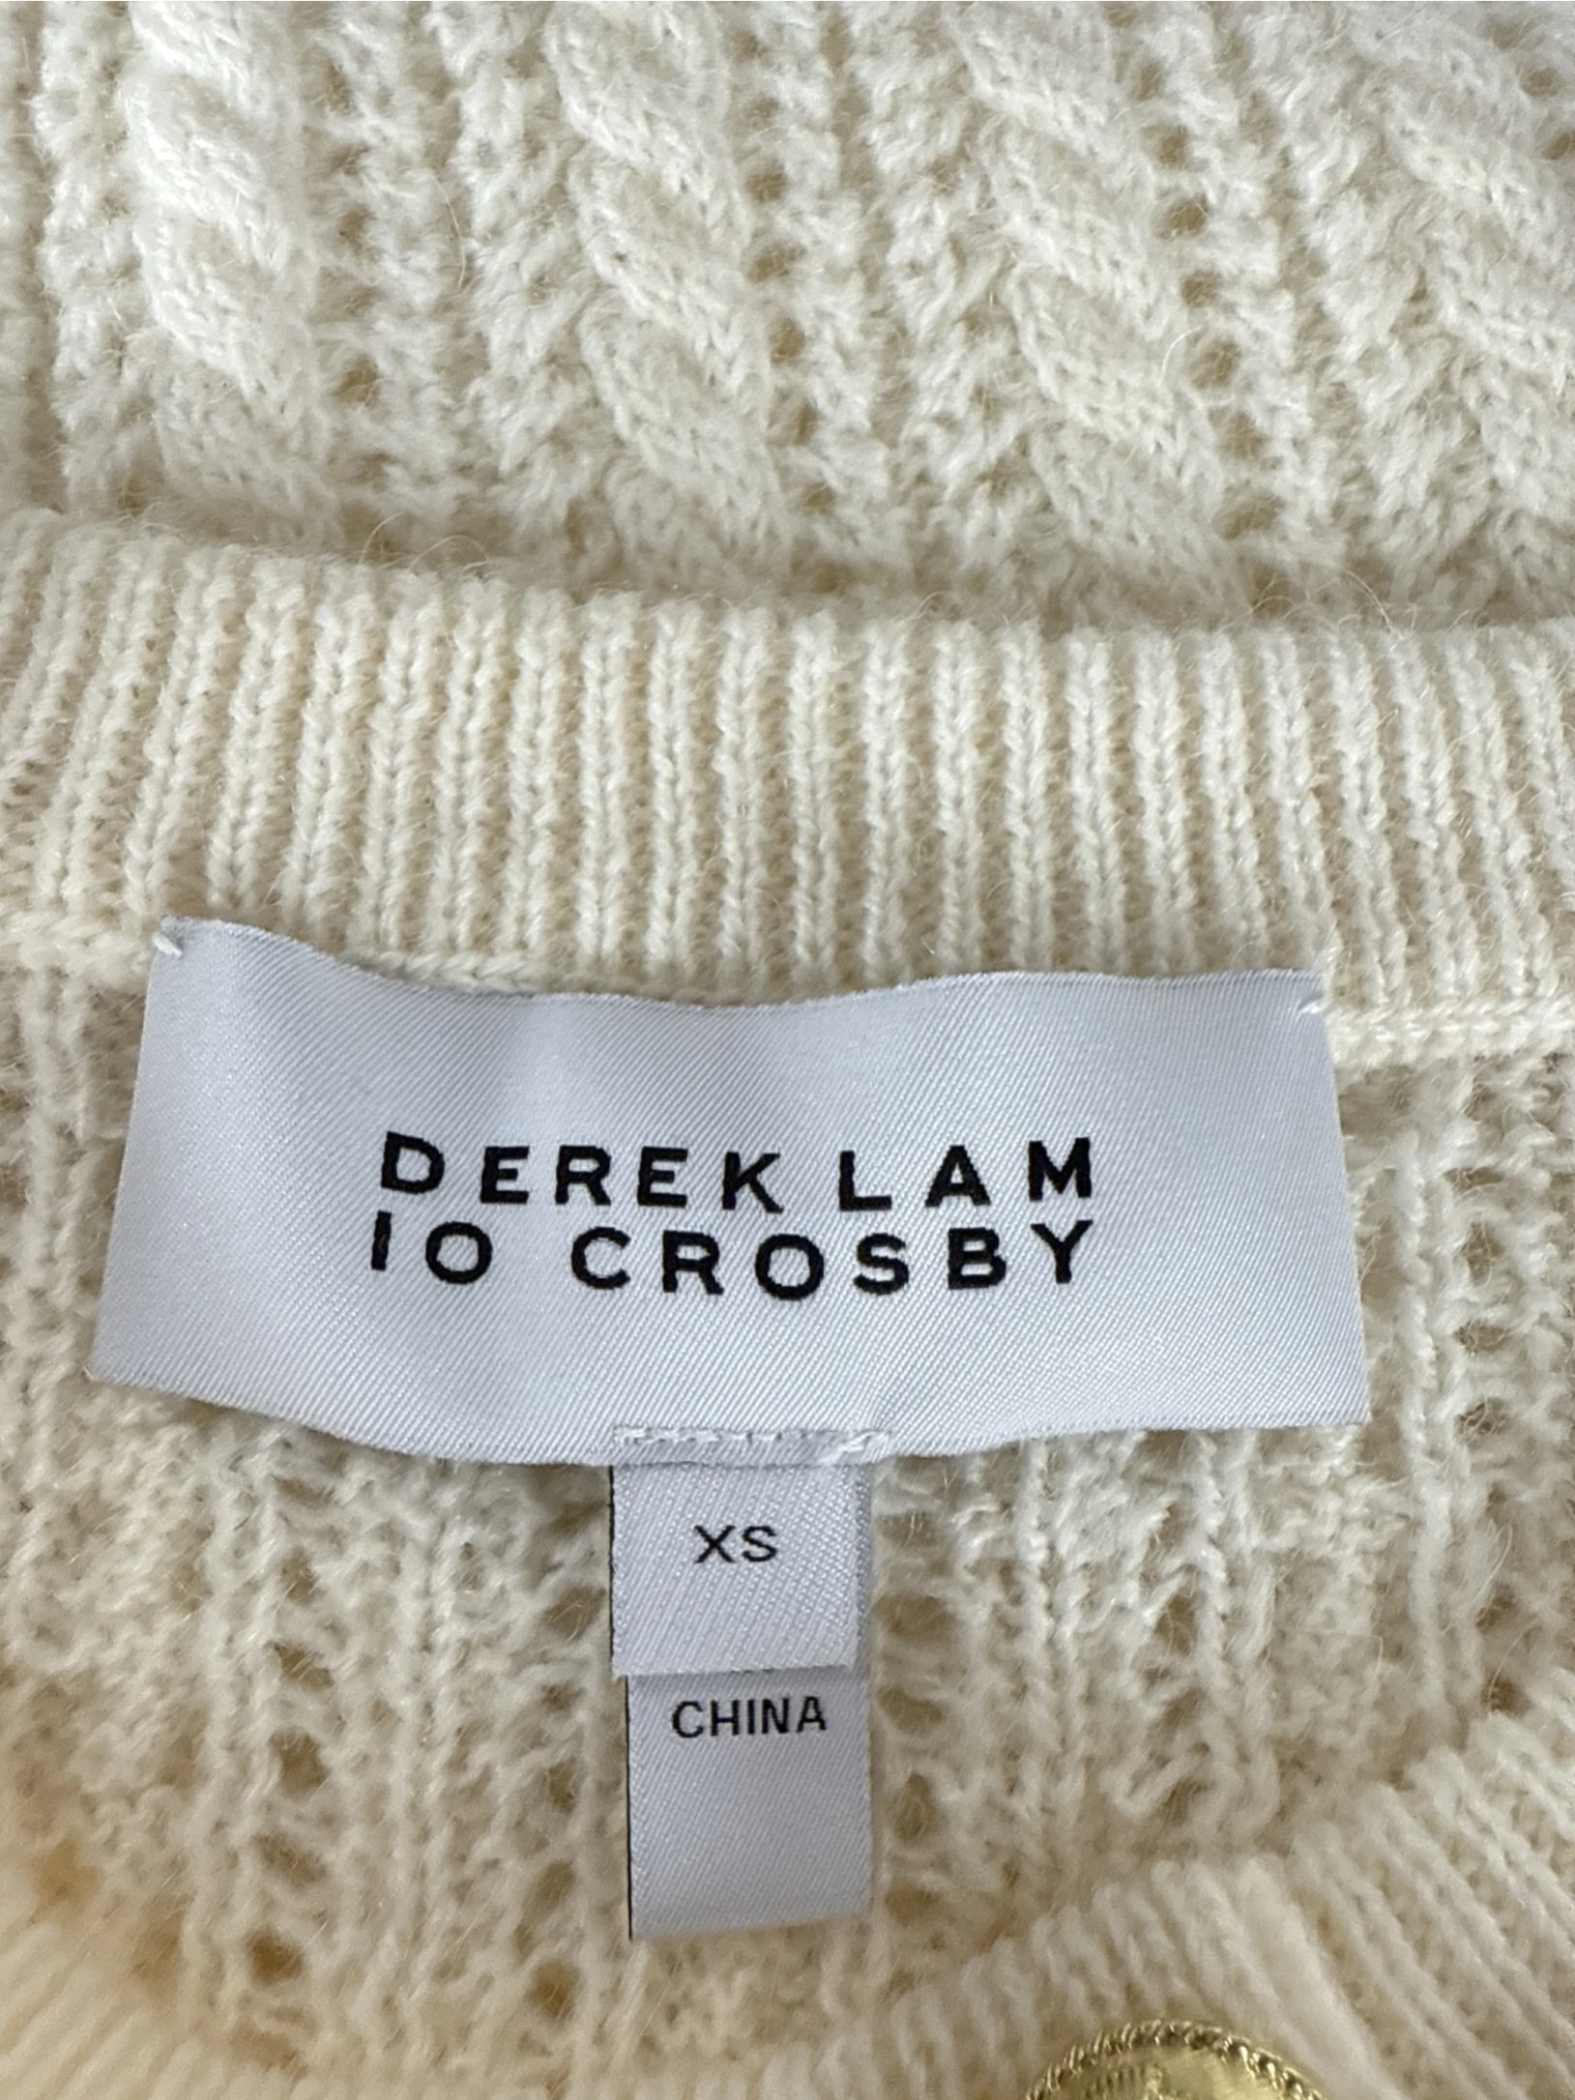 DEREK LAM
10 CROSBY
XS
CHINA